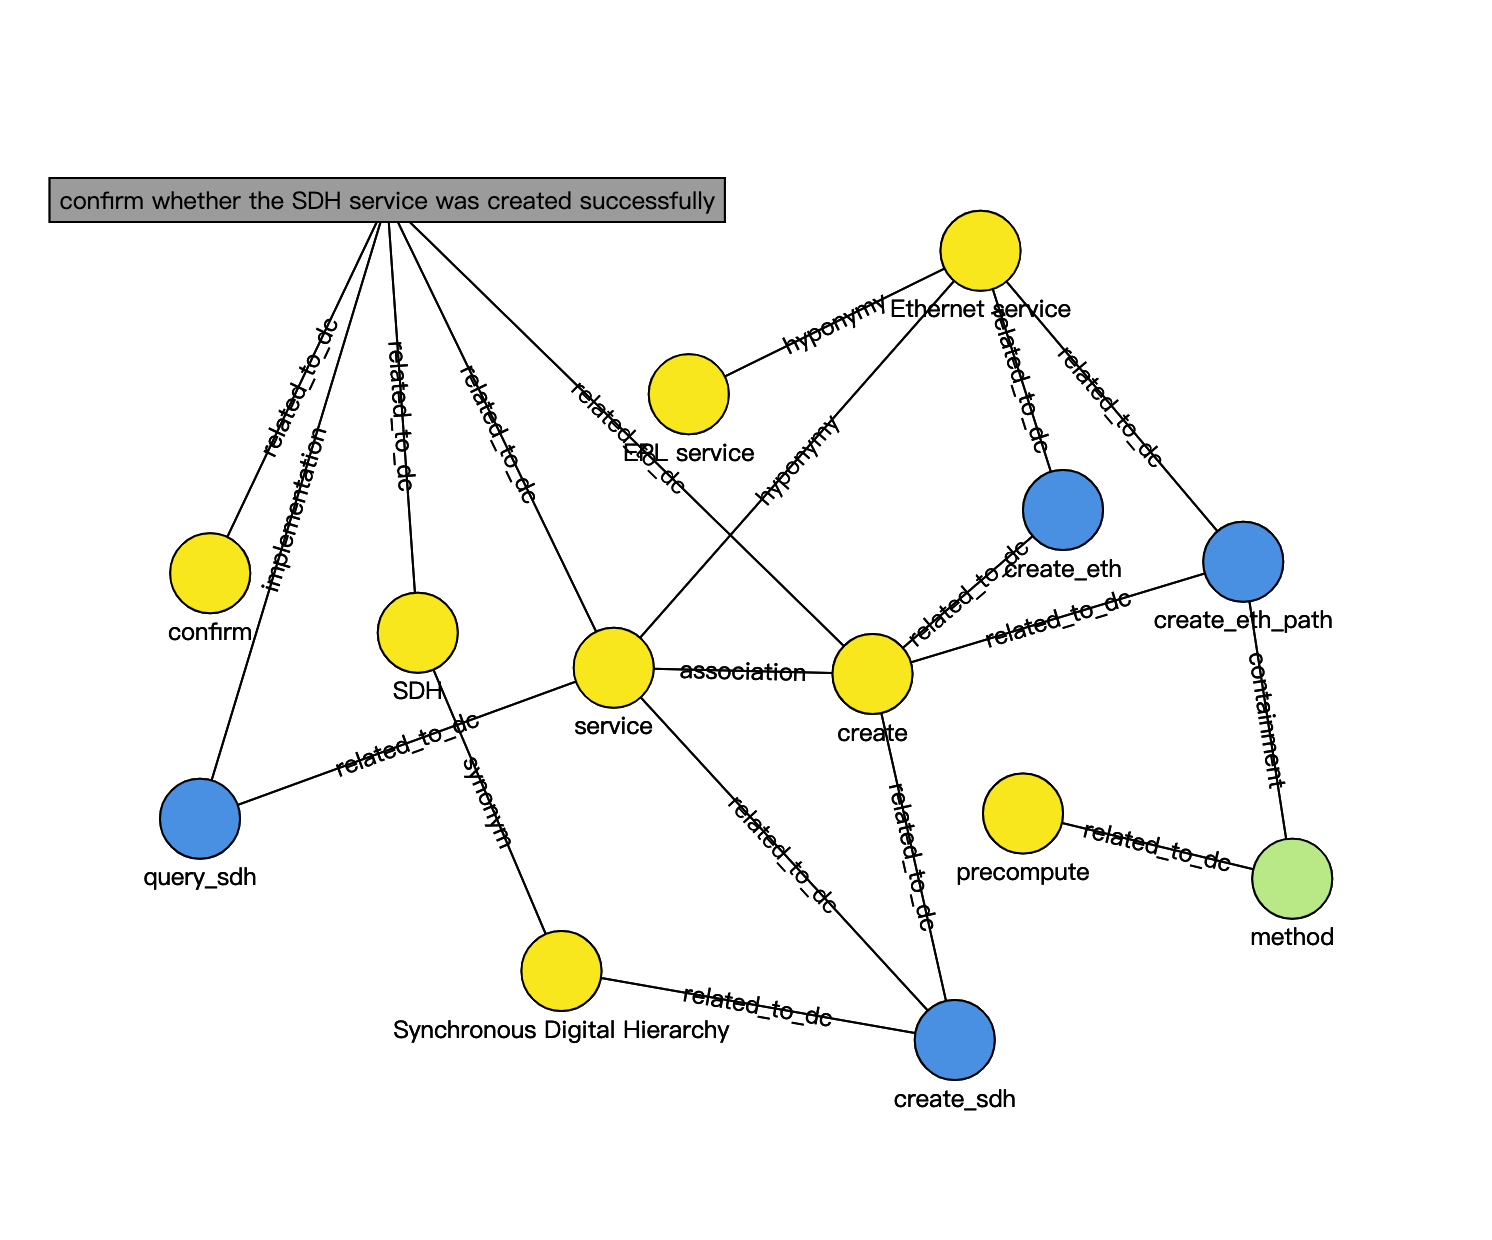 confirm whether the SDH service was created successfully
Ethernet service
hyponymy
related_to_dc
related_to_dc
related_to_dc
related_to_dc
related_to_dc
related_to_dc
EPL service
hyponymy
implementation
create_eth
related_to_dc
create_eth_path
related_to_dc
confirm
SDH
association
service
create
containment
related_to_dc
synonym
related_to_dc
related_to_dc
related_to_dc
precompute
query_sdh
method
related_to_dc
Synchronous Digital Hierarchy
create_sdh